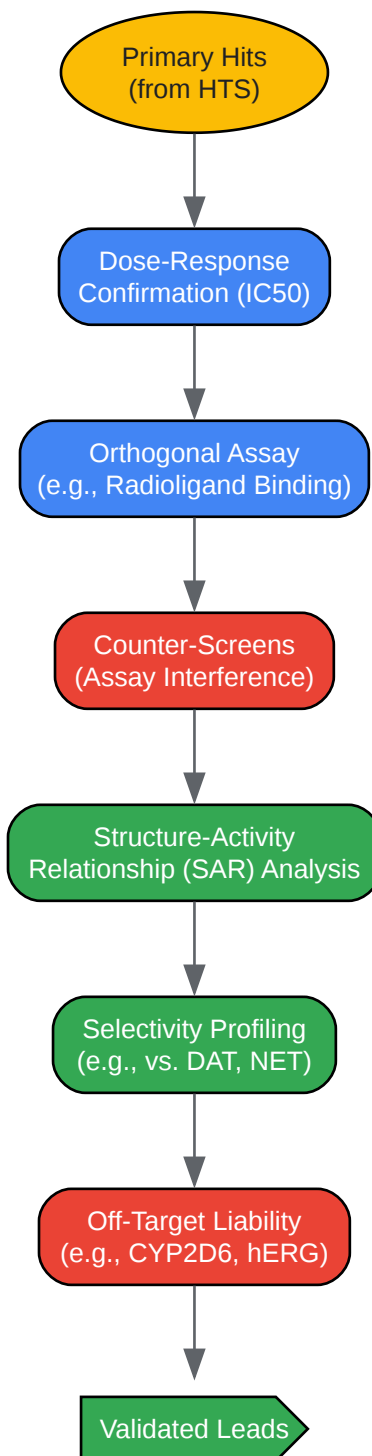 Primary Hits
(from HTS)
Dose-Response
Confirmation (IC50)
Orthogonal Assay
(e.g., Radioligand Binding)
Counter-Screens
(Assay Interference)
Structure-Activity
Relationship (SAR) Analysis
Selectivity Profiling
(e.g., vs. DAT, NET)
Off-Target Liability
(e.g., CYP2D6, hERG)
Validated Leads